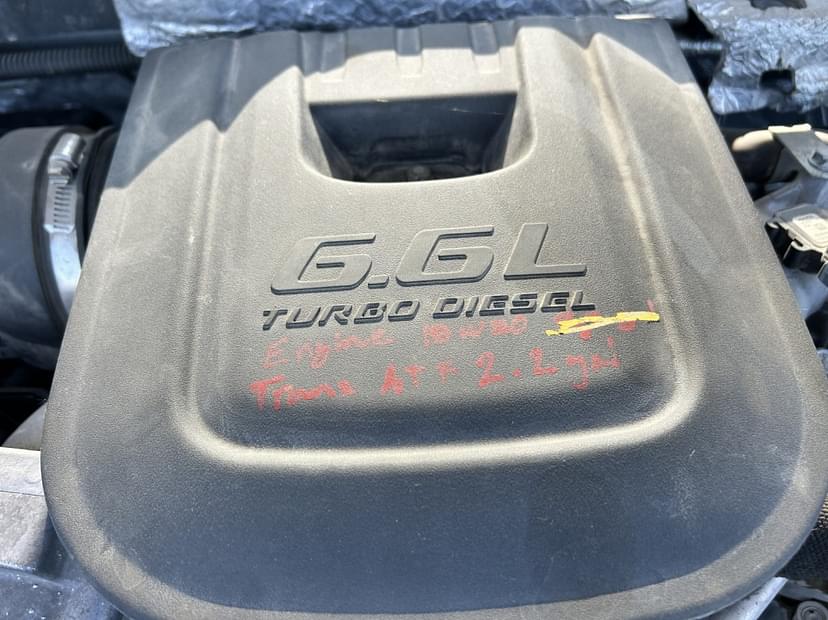 6.6L
TURBO DIESEL
Engine 10W30
Trans ATF 2.2 gal